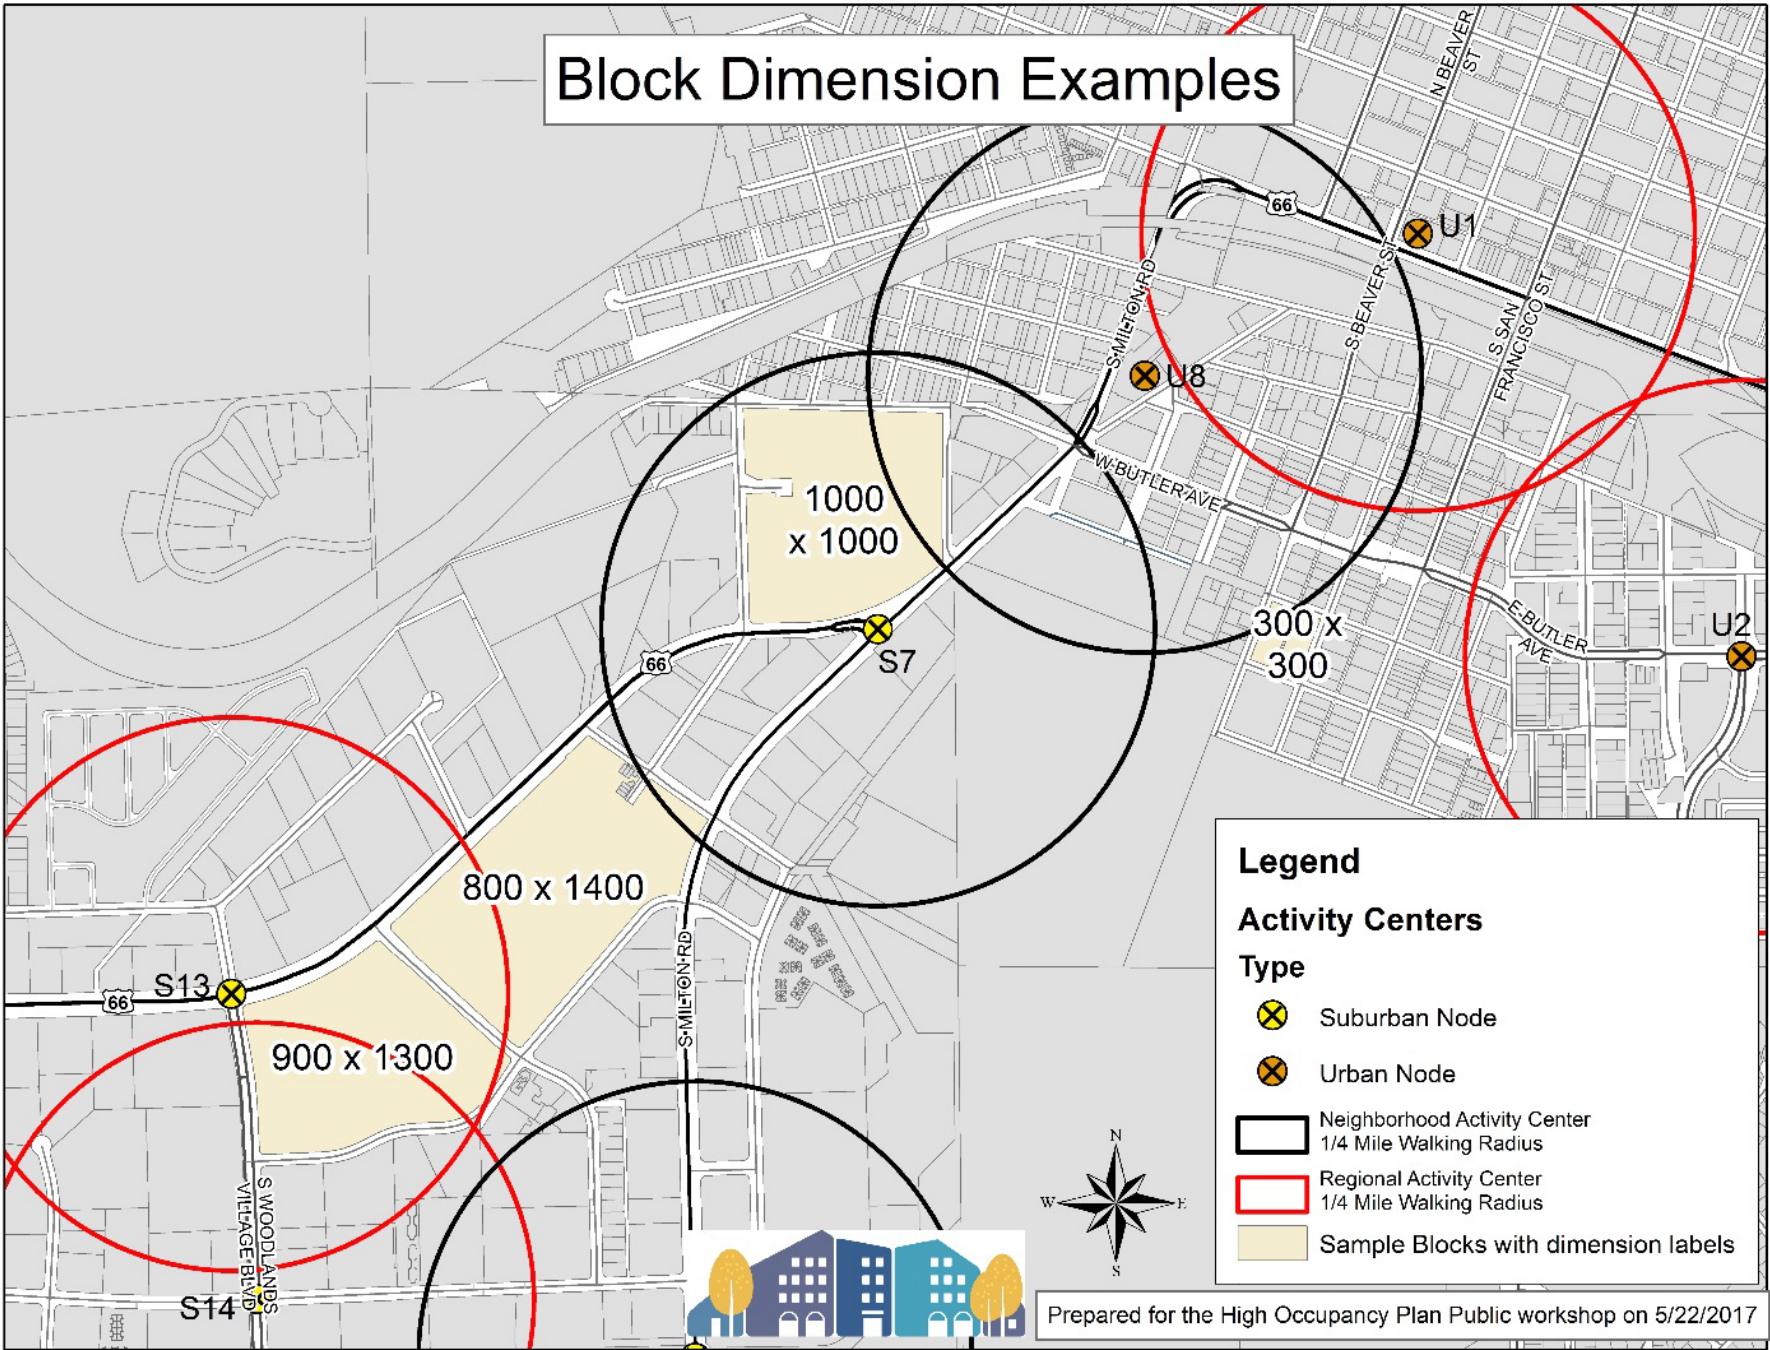 Block Dimension Examples
N BEAVER
ST
66
U1
S BEAVER ST
S SAN
FRANCISCO ST
S MILTON RD
U8
W BUTLER AVE
1000
x 1000
300 x
300
E BUTLER
AVE
U2
S7
66
800 x 1400
S13
66
S MILTON RD
900 x 1300
S WOODLANDS
VILLAGE BLVD
S14
N
W
E
S
Legend
Activity Centers
Type
Suburban Node
Urban Node
Neighborhood Activity Center
1/4 Mile Walking Radius
Regional Activity Center
1/4 Mile Walking Radius
Sample Blocks with dimension labels
Prepared for the High Occupancy Plan Public workshop on 5/22/2017